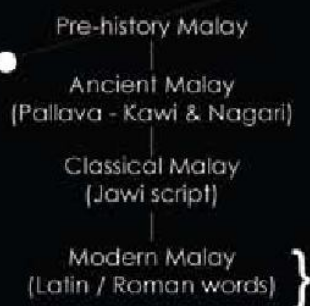 Pre-history Malay
Ancient Malay
(Pallava - Kawi & Nagari)
Classical Malay
(Jawi script)
Modern Malay
(Latin / Roman words) }